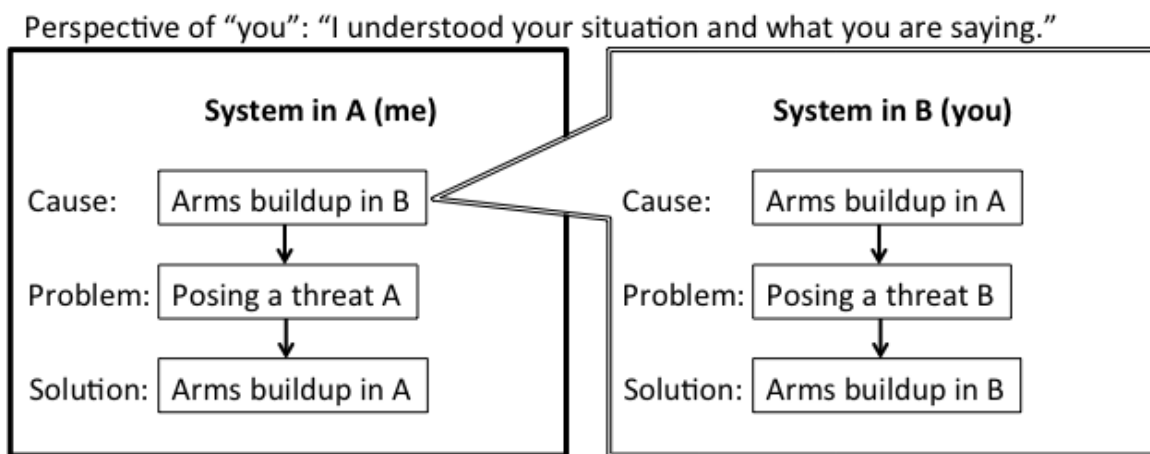 Perspective of “you”: “I understood your situation and what you are saying.”
System in A (me)
Cause: Arms buildup in B
Problem: Posing a threat A
Solution: Arms buildup in A
System in B (you)
Cause: Arms buildup in A
Problem: Posing a threat B
Solution: Arms buildup in B